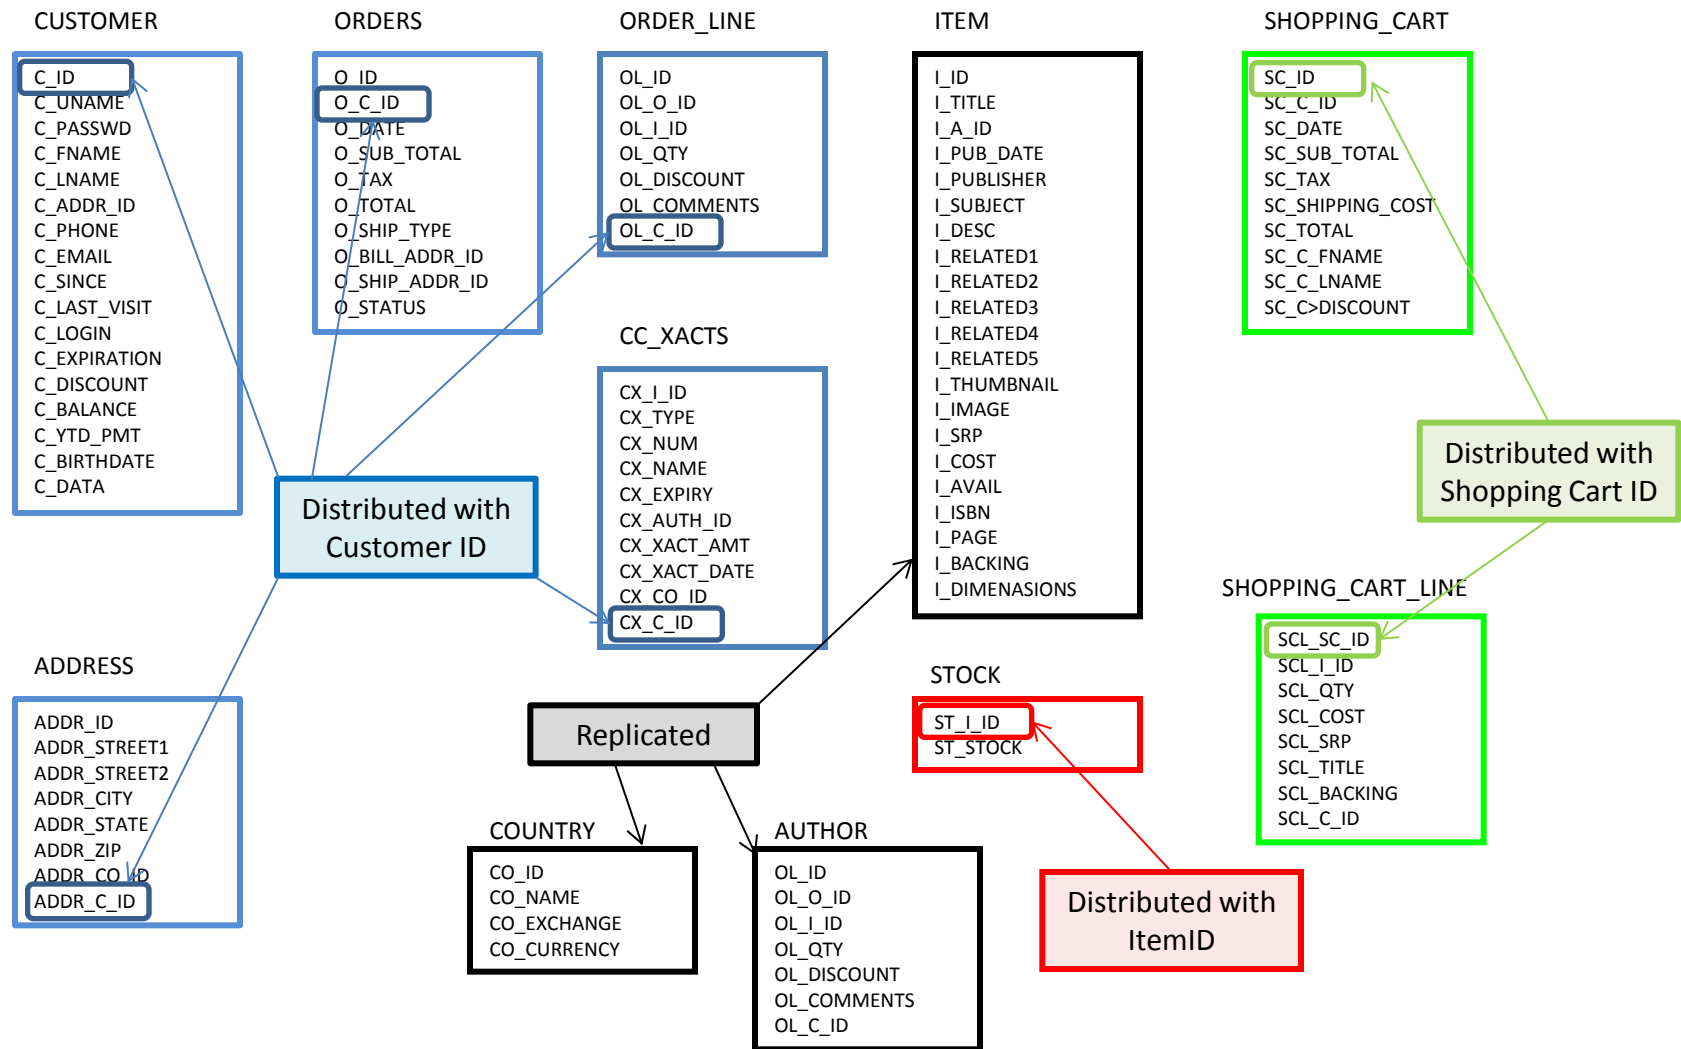 CUSTOMER
C_ID
C_UNAME
C_PASSWD
C_FNAME
C_LNAME
C_ADDR_ID
C_PHONE
C_EMAIL
C_SINCE
C_LAST_VISIT
C_LOGIN
C_EXPIRATION
C_DISCOUNT
C_BALANCE
C_YTD_PMT
C_BIRTHDATE
C_DATA
ORDERS
O_ID
O_C_ID
O_DATE
O_SUB_TOTAL
O_TAX
O_TOTAL
O_SHIP_TYPE
O_BILL_ADDR_ID
O_SHIP_ADDR_ID
O_STATUS
ORDER_LINE
OL_ID
OL_O_ID
OL_I_ID
OL_QTY
OL_DISCOUNT
OL_COMMENTS
OL_C_ID
CC_XACTS
CX_I_ID
CX_TYPE
CX_NUM
CX_NAME
CX_EXPIRY
CX_AUTH_ID
CX_XACT_AMT
CX_XACT_DATE
CX_CO_ID
CX_C_ID
ITEM
I_ID
I_TITLE
I_A_ID
I_PUB_DATE
I_PUBLISHER
I_SUBJECT
I_DESC
I_RELATED1
I_RELATED2
I_RELATED3
I_RELATED4
I_RELATED5
I_THUMBNAIL
I_IMAGE
I_SRP
I_COST
I_AVAIL
I_ISBN
I_PAGE
I_BACKING
I_DIMENASIONS
SHOPPING_CART
SC_ID
SC_C_ID
SC_DATE
SC_SUB_TOTAL
SC_TAX
SC_SHIPPING_COST
SC_TOTAL
SC_C_FNAME
SC_C_LNAME
SC_C>DISCOUNT
Distributed with
Customer ID
Distributed with
Shopping Cart ID
SHOPPING_CART_LINE
SCL_SC_ID
SCL_I_ID
SCL_QTY
SCL_COST
SCL_SRP
SCL_TITLE
SCL_BACKING
SCL_C_ID
ADDRESS
ADDR_ID
ADDR_STREET1
ADDR_STREET2
ADDR_CITY
ADDR_STATE
ADDR_ZIP
ADDR_CO_ID
ADDR_C_ID
Replicated
STOCK
ST_I_ID
ST_STOCK
COUNTRY
CO_ID
CO_NAME
CO_EXCHANGE
CO_CURRENCY
AUTHOR
OL_ID
OL_O_ID
OL_I_ID
OL_QTY
OL_DISCOUNT
OL_COMMENTS
OL_C_ID
Distributed with
ItemID